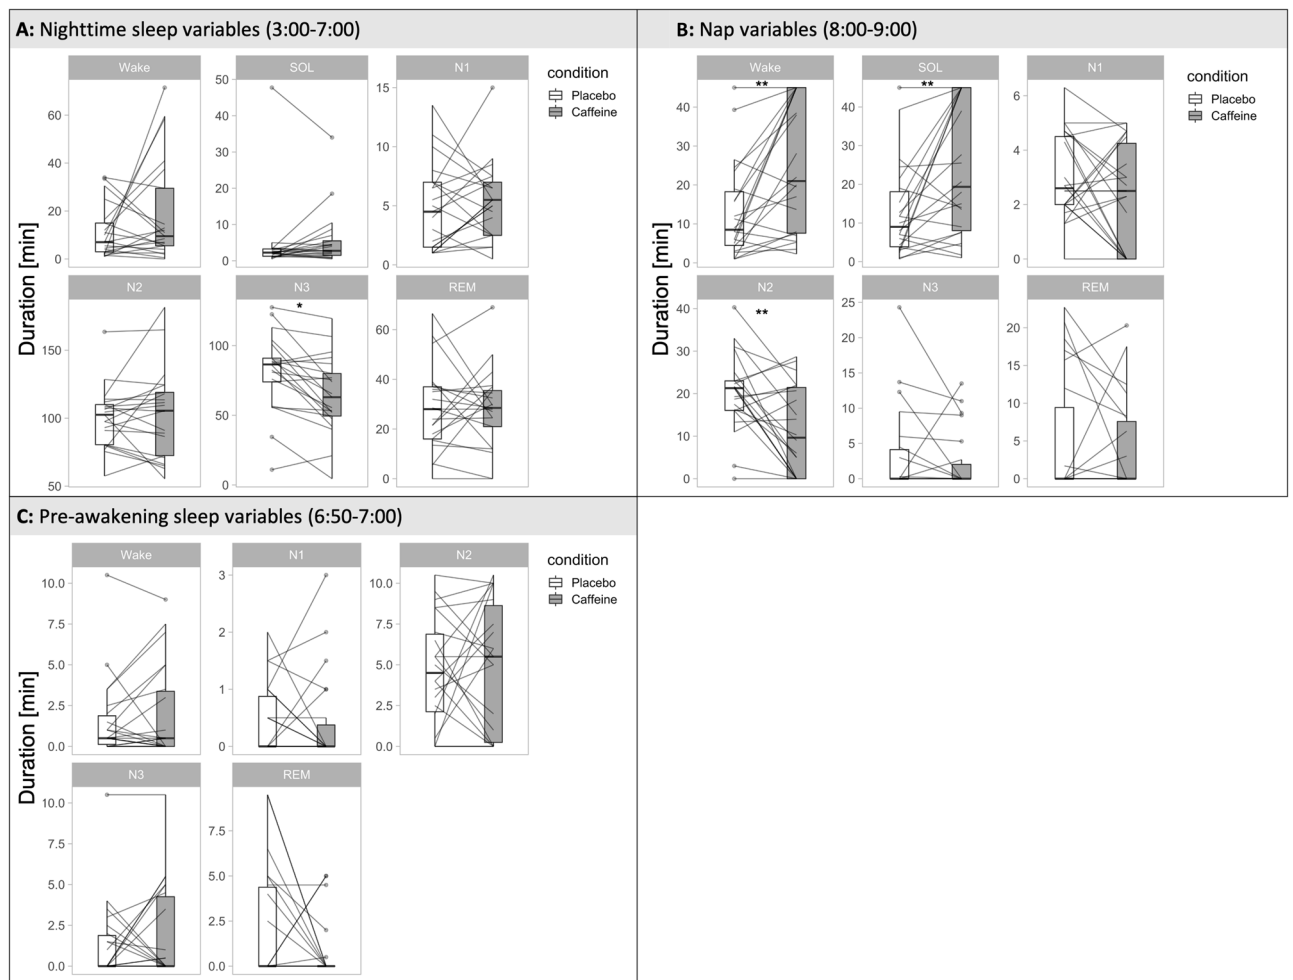 A: Nighttime sleep variables (3:00-7:00)
Wake
SOL
N1
condition
Placebo
Caffeine
60
40
20
0
50
40
30
20
10
0
15
10
5
0
Duration [min]
N2
N3
REM
*
150
100
50
100
50
0
60
40
20
0
B: Nap variables (8:00-9:00)
Wake
SOL
N1
condition
Placebo
Caffeine
**
**
40
30
20
10
0
40
30
20
10
0
6
4
2
0
Duration [min]
N2
N3
REM
**
40
30
20
10
0
25
20
15
10
5
0
20
15
10
5
0
C: Pre-awakening sleep variables (6:50-7:00)
Wake
N1
N2
condition
Placebo
Caffeine
10.0
7.5
5.0
2.5
0.0
3
2
1
0
10.0
7.5
5.0
2.5
0.0
Duration [min]
N3
REM
10.0
7.5
5.0
2.5
0.0
7.5
5.0
2.5
0.0